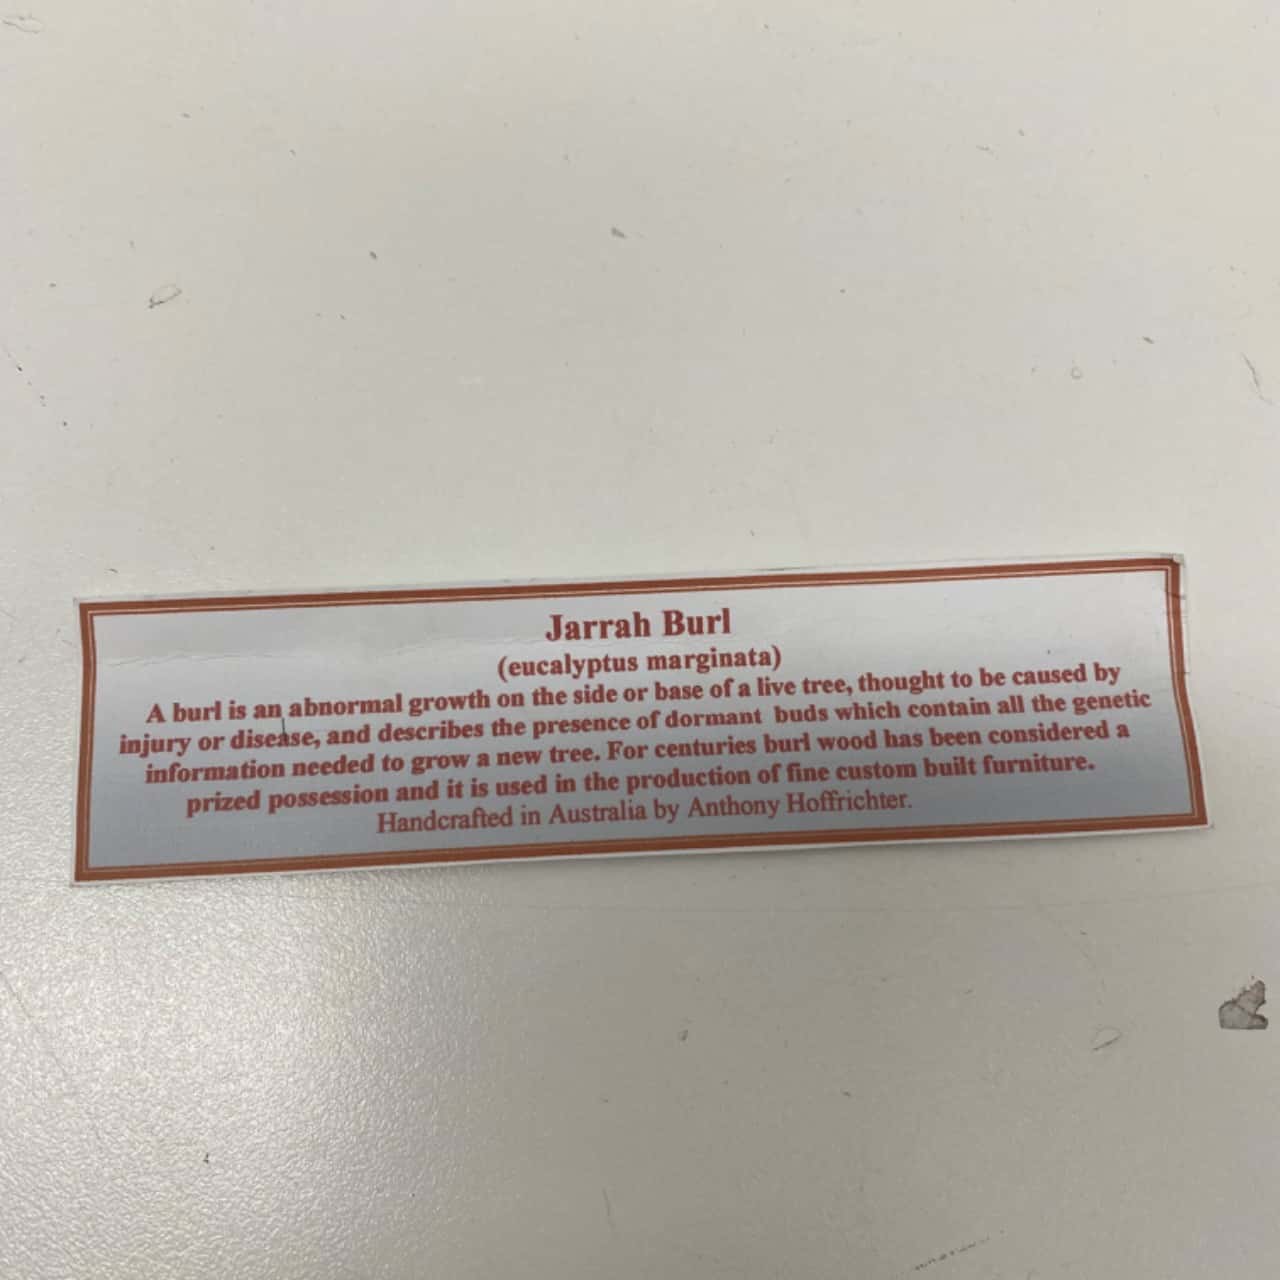 Jarrah Burl
(eucalyptus marginata)
A burl is an abnormal growth on the side or base of a live tree, thought to be caused by
injury or disease, and describes the presence of dormant buds which contain all the genetic
information needed to grow a new tree. For centuries burl wood has been considered a
prized possession and it is used in the production of fine custom built furniture.
Handcrafted in Australia by Anthony Hoffrichter.